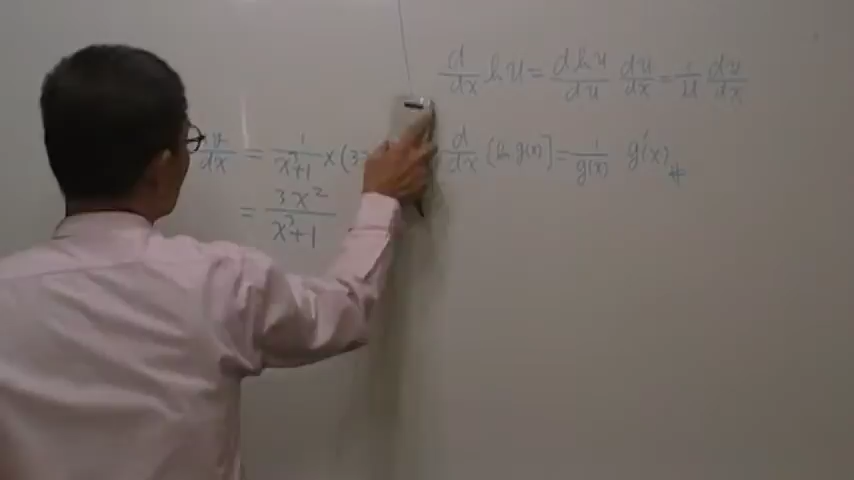 d/dx ln u = d ln u/du du/dx = 1/u du/dx
d/dx [ln g(x)] = 1/g(x) g'(x) #
/dx = 1/(x³+1) × (3
= 3x²/(x³+1)